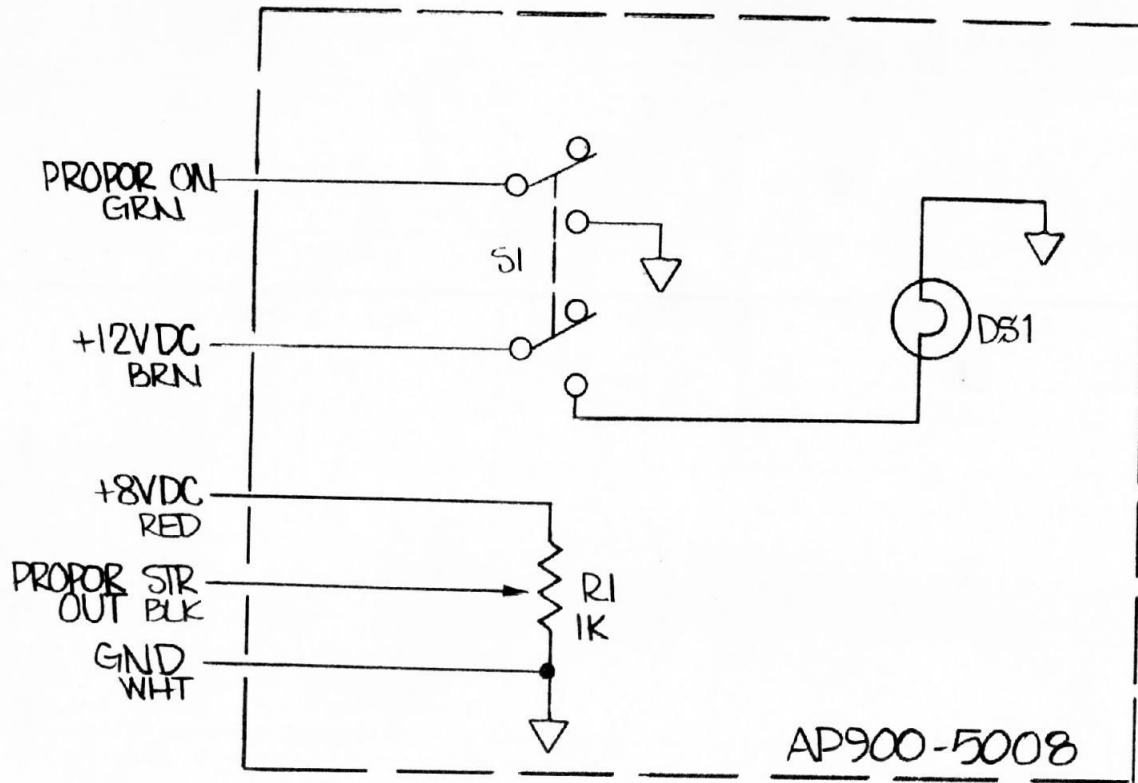 PROPOR ON
GRN
S1
+12VDC
BRN
DS1
+8VDC
RED
PROPOR STR
OUT BLK
R1
1K
GND
WHT
AP900-5008